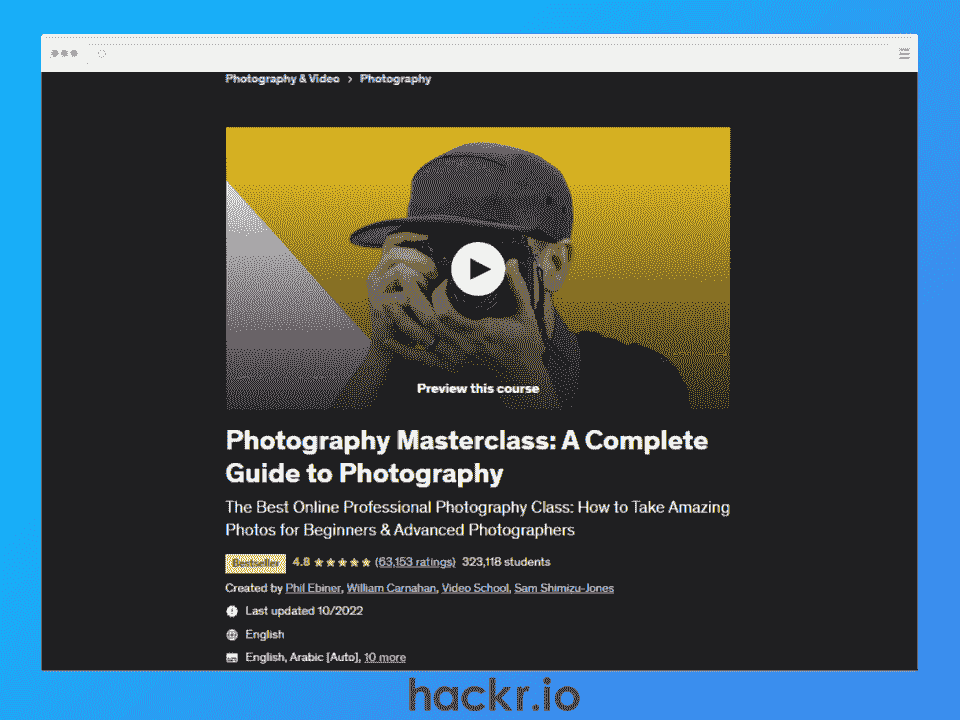 Photography & Video > Photography
Preview this course
Photography Masterclass: A Complete
Guide to Photography
The Best Online Professional Photography Class: How to Take Amazing
Photos for Beginners & Advanced Photographers
Bestseller 4.8 (63,153 ratings) 323,118 students
Created by Phil Ebiner, William Carnahan, Video School, Sam Shimizu-Jones
Last updated 10/2022
English
English, Arabic [Auto], 10 more
hackr.io